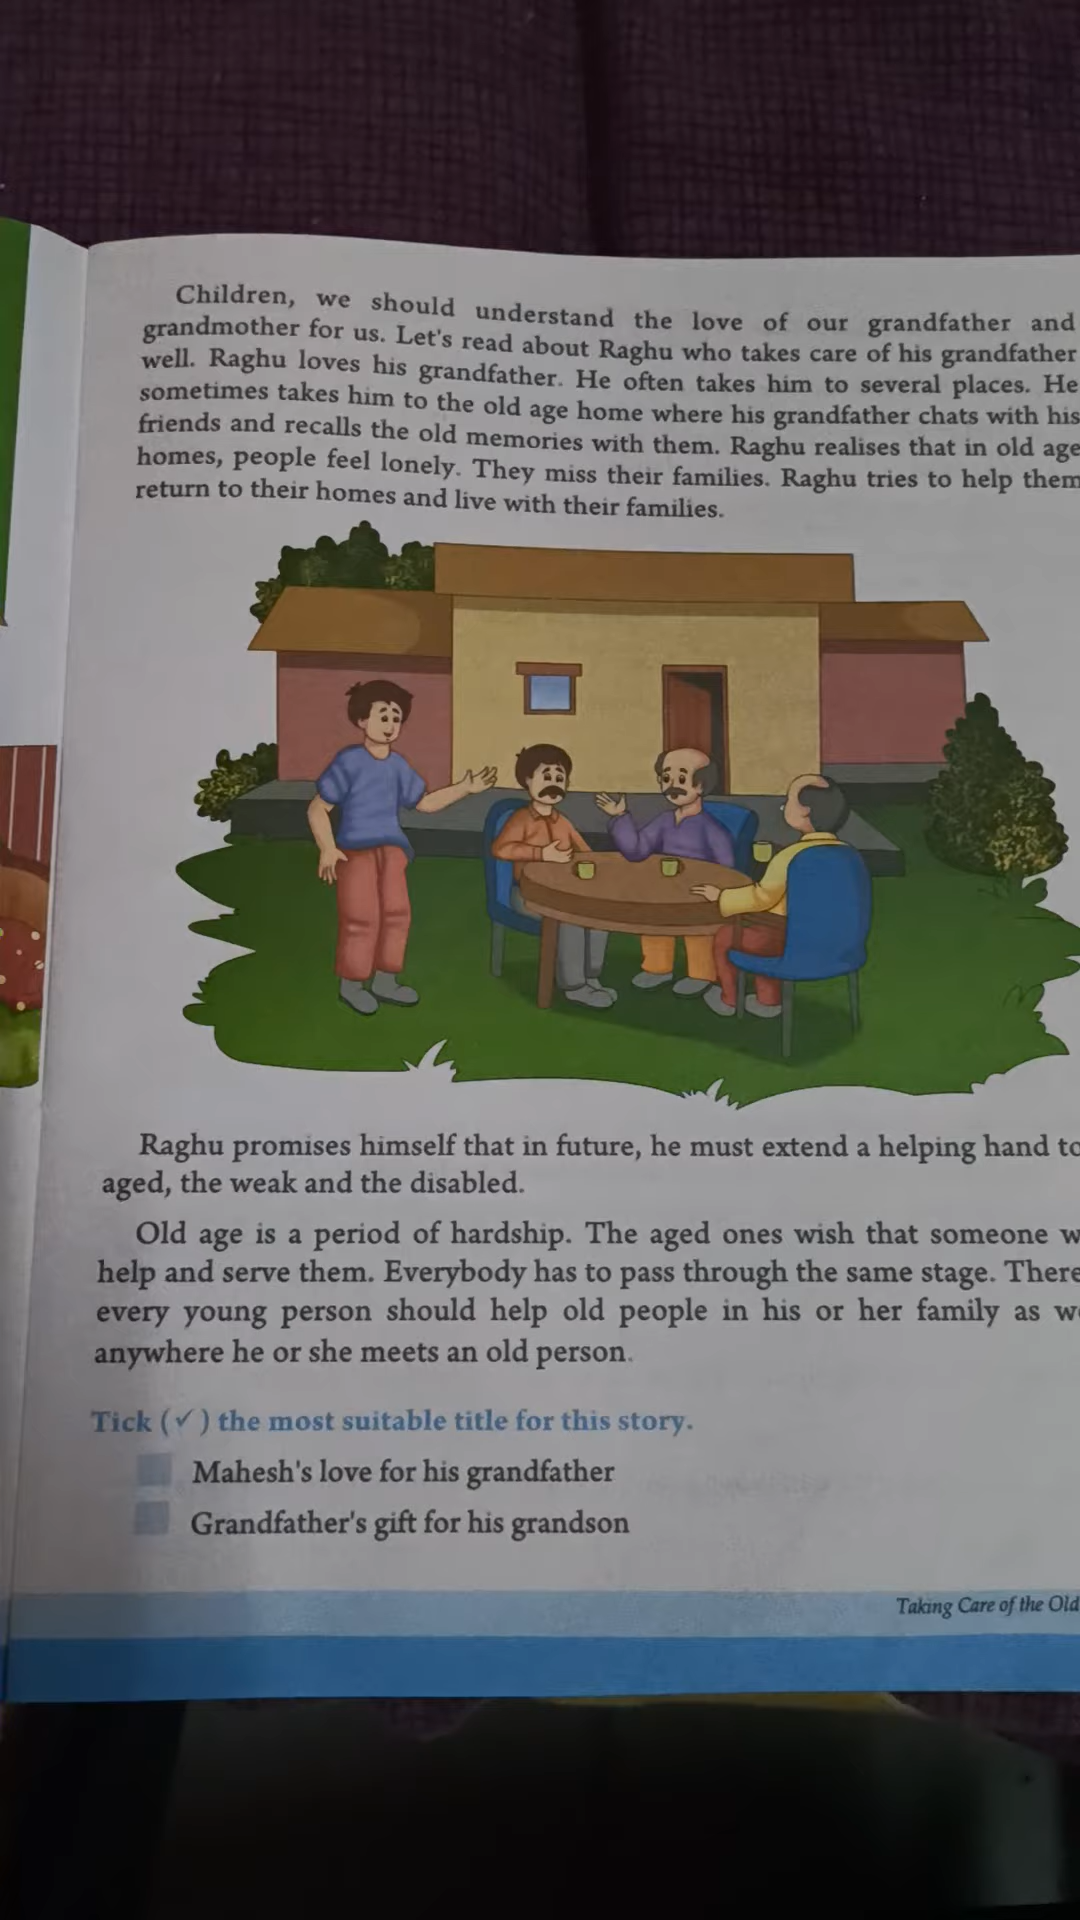 Children, we should understand the love of our grandfather and
grandmother for us. Let's read about Raghu who takes care of his grandfather
well. Raghu loves his grandfather. He often takes him to several places. He
sometimes takes him to the old age home where his grandfather chats with his
friends and recalls the old memories with them. Raghu realises that in old age
homes, people feel lonely. They miss their families. Raghu tries to help them
return to their homes and live with their families.
Raghu promises himself that in future, he must extend a helping hand to
aged, the weak and the disabled.
Old age is a period of hardship. The aged ones wish that someone
help and serve them. Everybody has to pass through the same stage. There
every young person should help old people in his or her family as
anywhere he or she meets an old person.
Tick (✓) the most suitable title for this story.
Mahesh's love for his grandfather
Grandfather's gift for his grandson
Taking Care of the Old